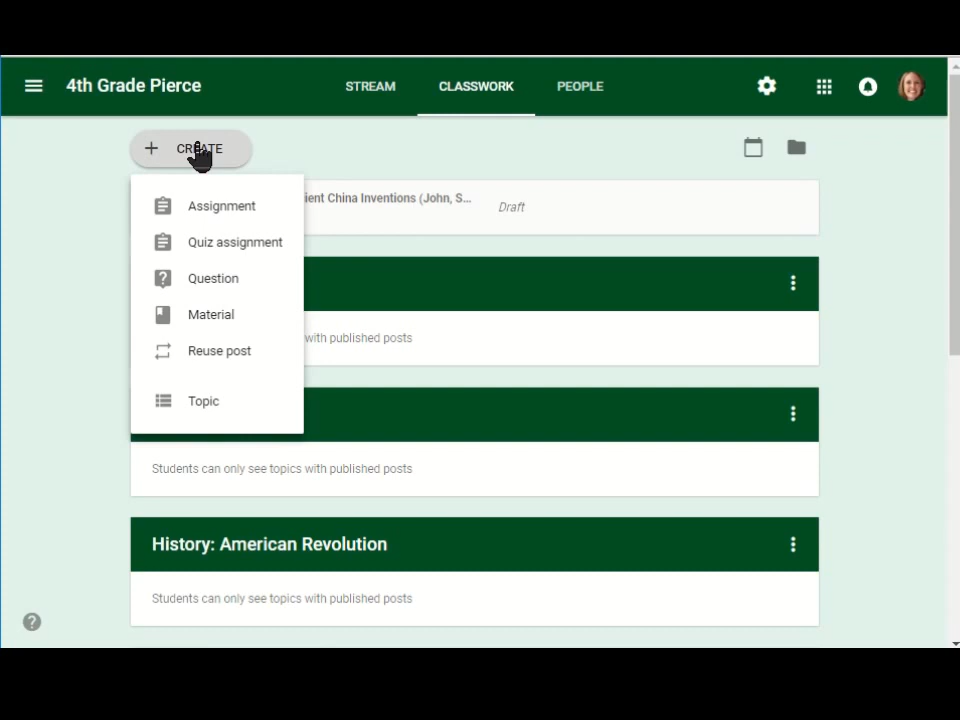 4th Grade Pierce
STREAM
CLASSWORK
PEOPLE
CREATE
Assignment
Quiz assignment
Question
Material
Reuse post
Topic
ient China Inventions (John, S...
Draft
with published posts
Students can only see topics with published posts
History: American Revolution
Students can only see topics with published posts